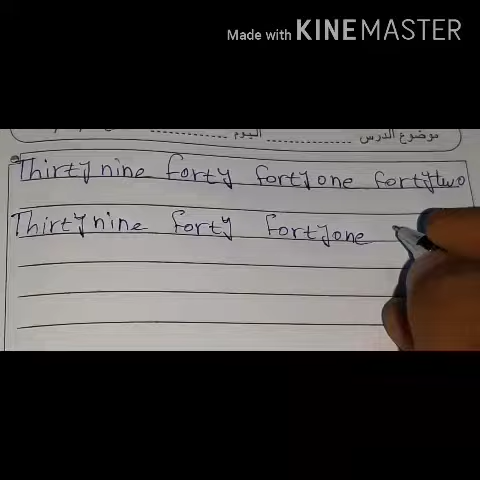 Made with KINEMASTER
موضوع الدرس ............ اليوم ............
Thirty nine forty forty one forty two
Thirty nine forty forty one